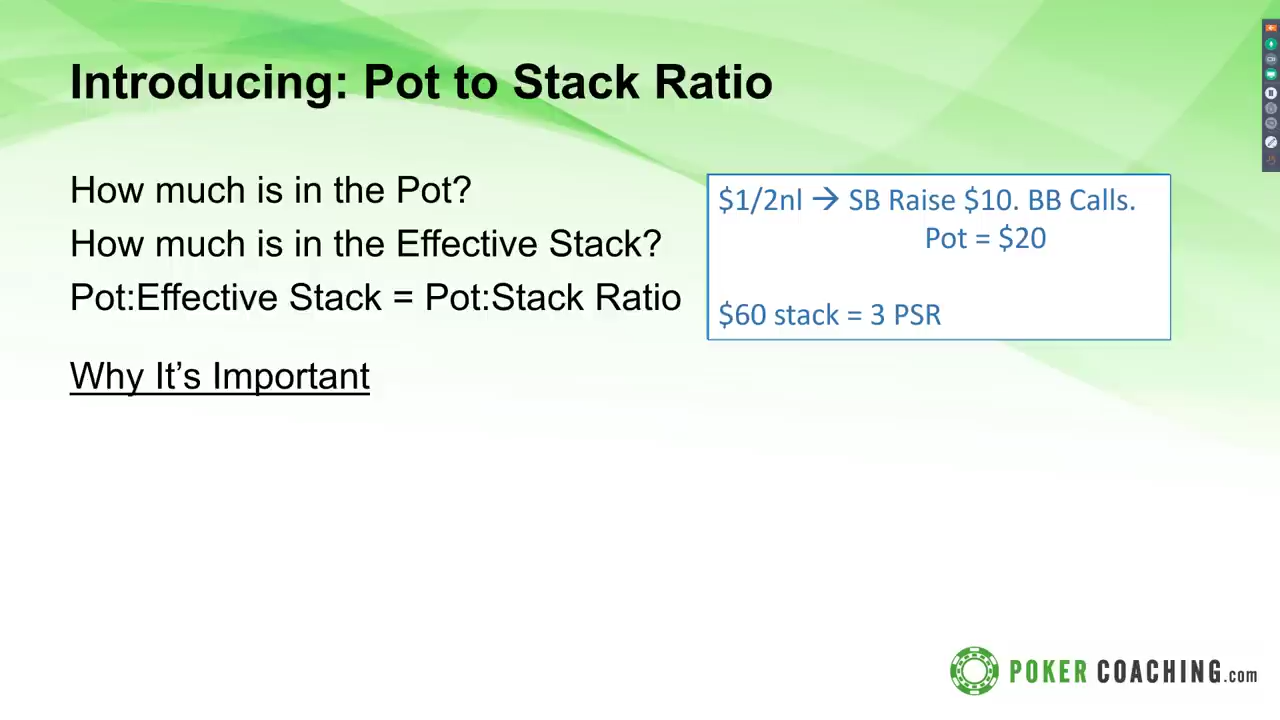 Introducing: Pot to Stack Ratio
How much is in the Pot?
How much is in the Effective Stack?
Pot:Effective Stack = Pot:Stack Ratio
Why It’s Important
$1/2nl → SB Raise $10. BB Calls.
Pot = $20
$60 stack = 3 PSR
POKER COACHING.com